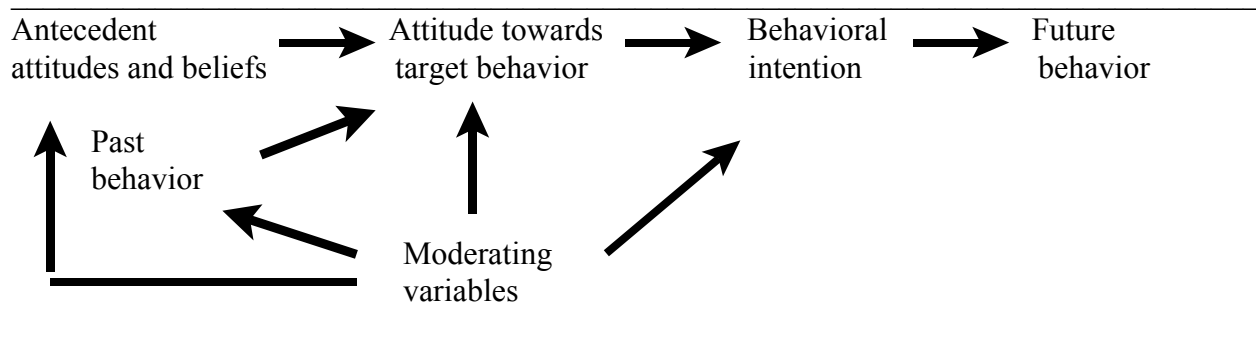 Antecedent
attitudes and beliefs
Attitude towards
target behavior
Behavioral
intention
Future
behavior
Past
behavior
Moderating
variables